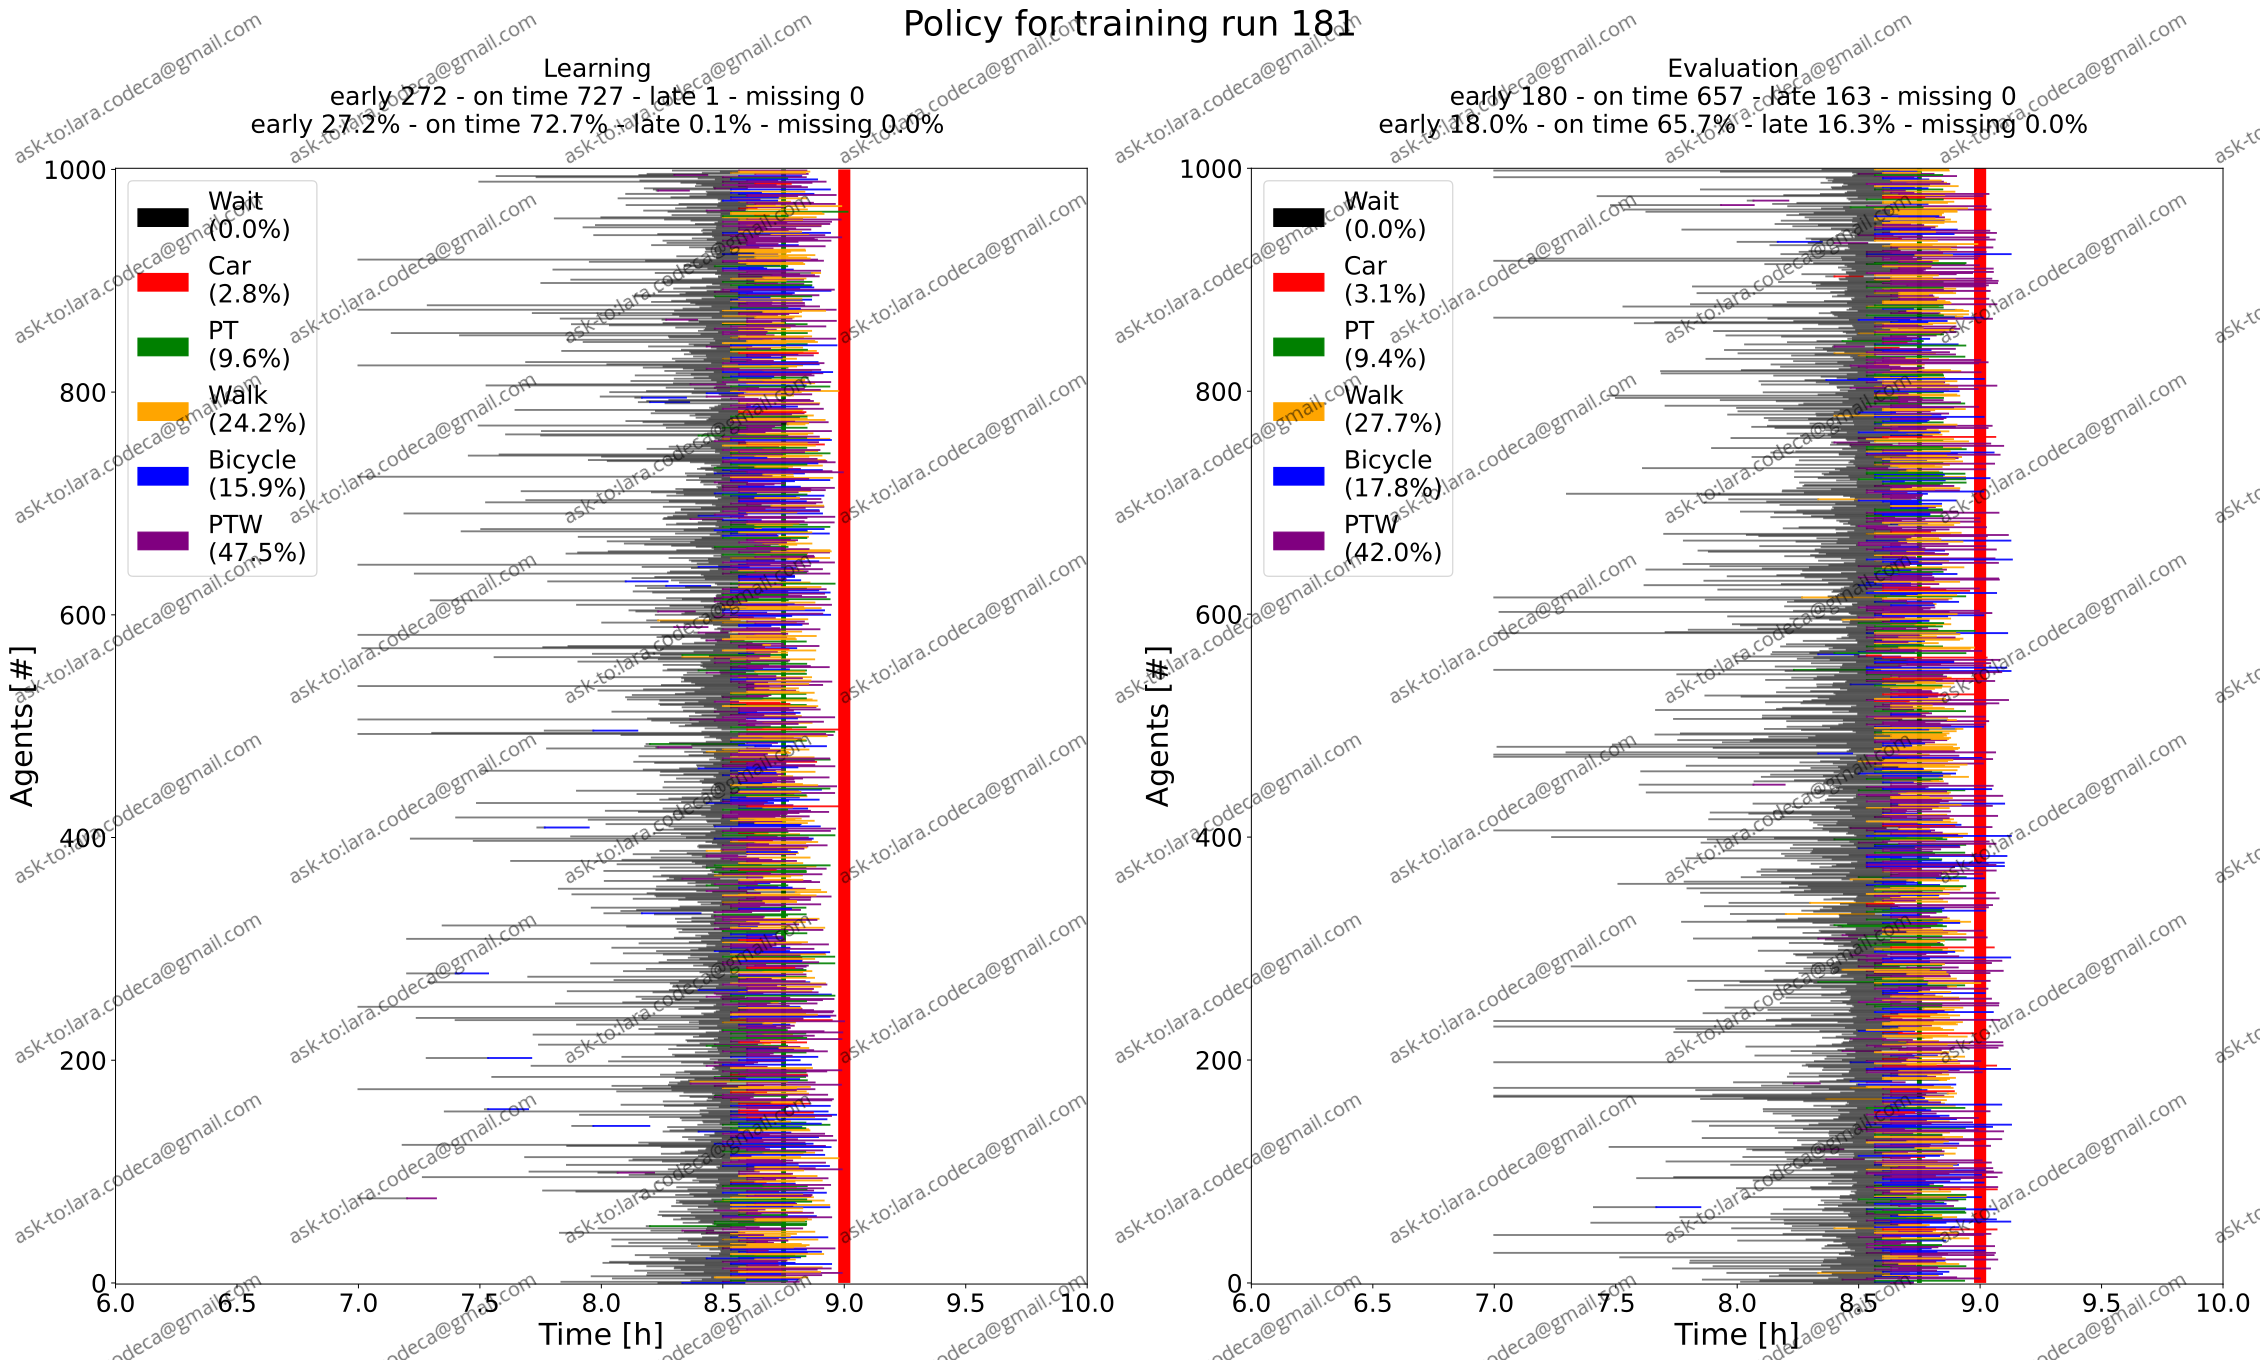 Policy for training run 181
Learning
early 272 - on time 727 - late 1 - missing 0
early 27.2% - on time 72.7% - late 0.1% - missing 0.0%
Agents [#]
1000
800
600
400
200
0
Wait
(0.0%)
Car
(2.8%)
PT
(9.6%)
Walk
(24.2%)
Bicycle
(15.9%)
PTW
(47.5%)
6.0 6.5 7.0 7.5 8.0 8.5 9.0 9.5 10.0
Time [h]
Evaluation
early 180 - on time 657 - late 163 - missing 0
early 18.0% - on time 65.7% - late 16.3% - missing 0.0%
Agents [#]
1000
800
600
400
200
0
Wait
(0.0%)
Car
(3.1%)
PT
(9.4%)
Walk
(27.7%)
Bicycle
(17.8%)
PTW
(42.0%)
6.0 6.5 7.0 7.5 8.0 8.5 9.0 9.5 10.0
Time [h]
ask-to:lara.codeca@gmail.com